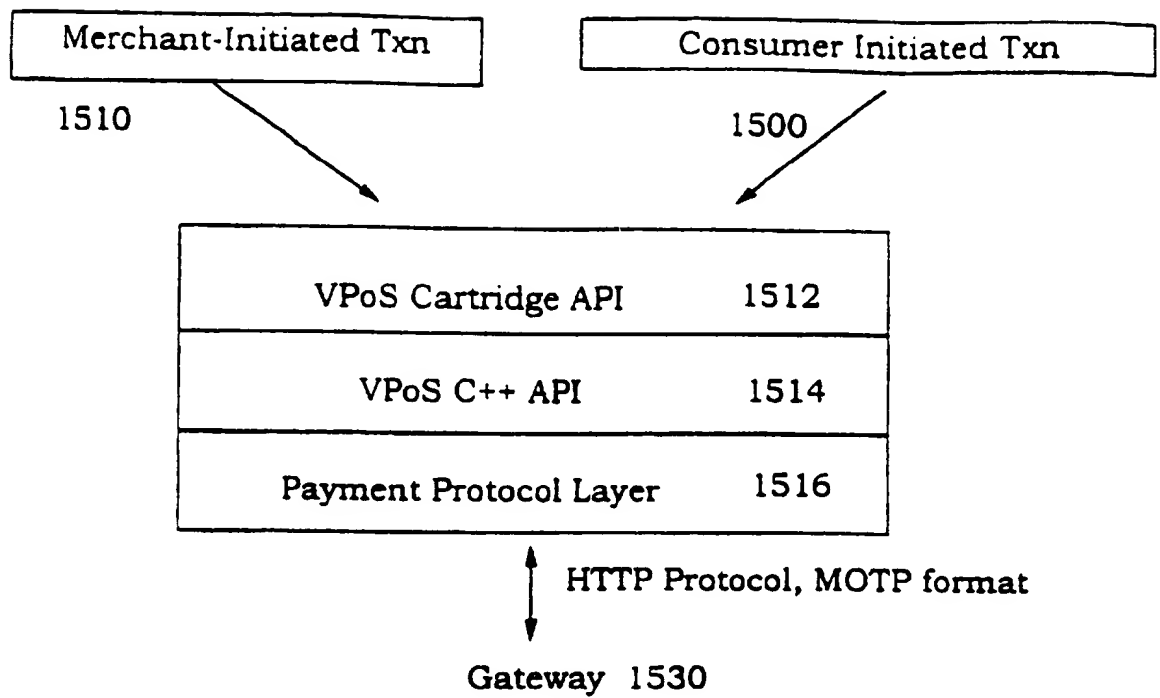 Merchant-Initiated Txn
Consumer Initiated Txn
1510
1500
VPoS Cartridge API 1512
VPoS C++ API 1514
Payment Protocol Layer 1516
HTTP Protocol, MOTP format
Gateway 1530